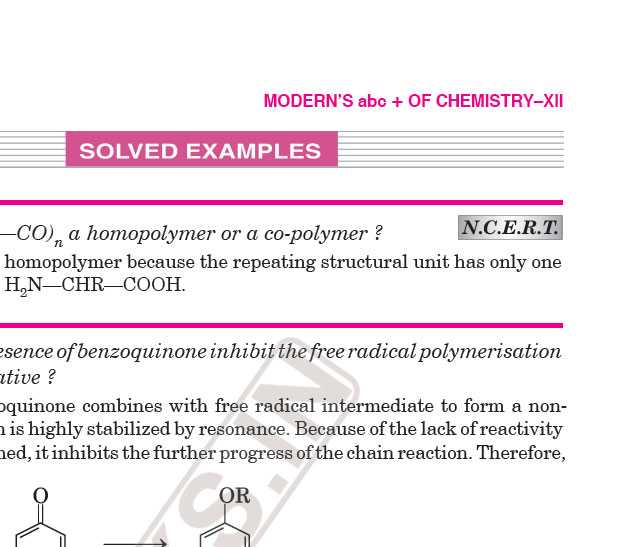 MODERN'S abc + OF CHEMISTRY–XII
SOLVED EXAMPLES
—CO)n a homopolymer or a co-polymer ?
N.C.E.R.T.
homopolymer because the repeating structural unit has only one
H2N—CHR—COOH.
esence of benzoquinone inhibit the free radical polymerisation
ative ?
oquinone combines with free radical intermediate to form a non-
n is highly stabilized by resonance. Because of the lack of reactivity
ned, it inhibits the further progress of the chain reaction. Therefore,
O OR
S.IN